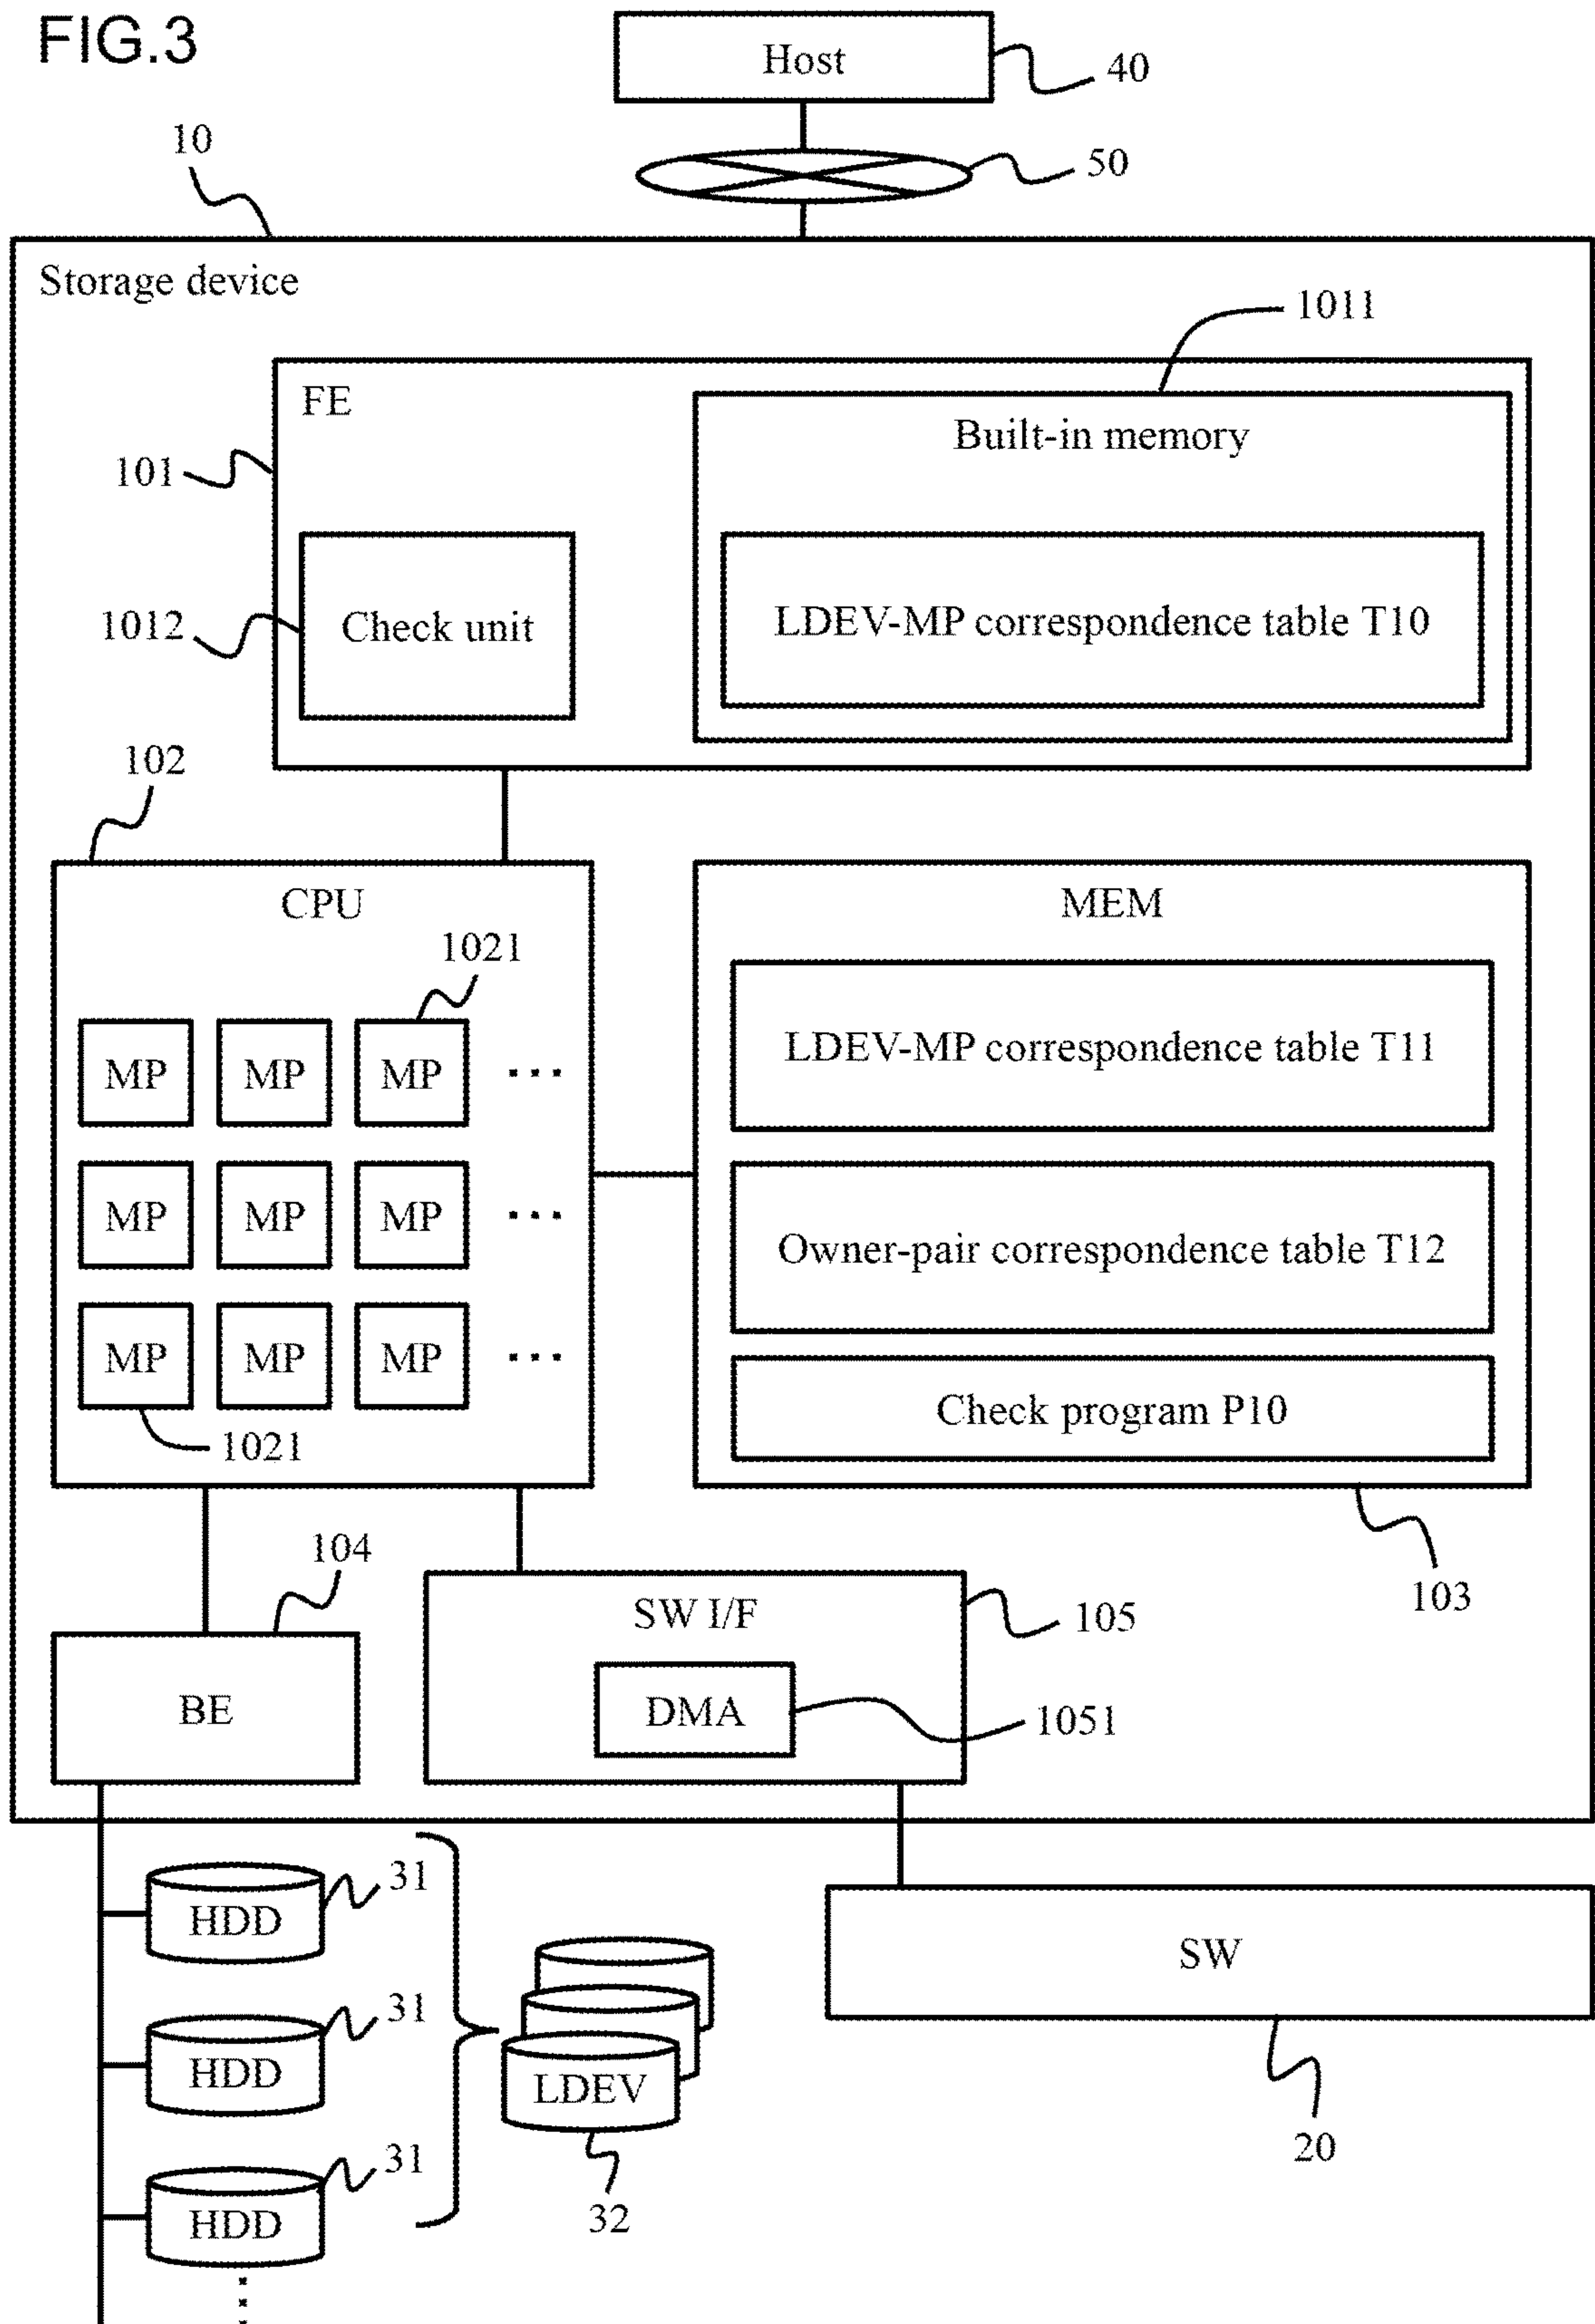 FIG.3
Host
40
50
10
Storage device
1011
FE
Built-in memory
101
LDEV-MP correspondence table T10
1012
Check unit
102
CPU
MEM
1021
LDEV-MP correspondence table T11
MP MP MP ...
MP MP MP ...
Owner-pair correspondence table T12
MP MP MP ...
Check program P10
1021
104
103
SW I/F
105
BE
DMA
1051
31
HDD
SW
31
HDD
LDEV
20
31
HDD
32